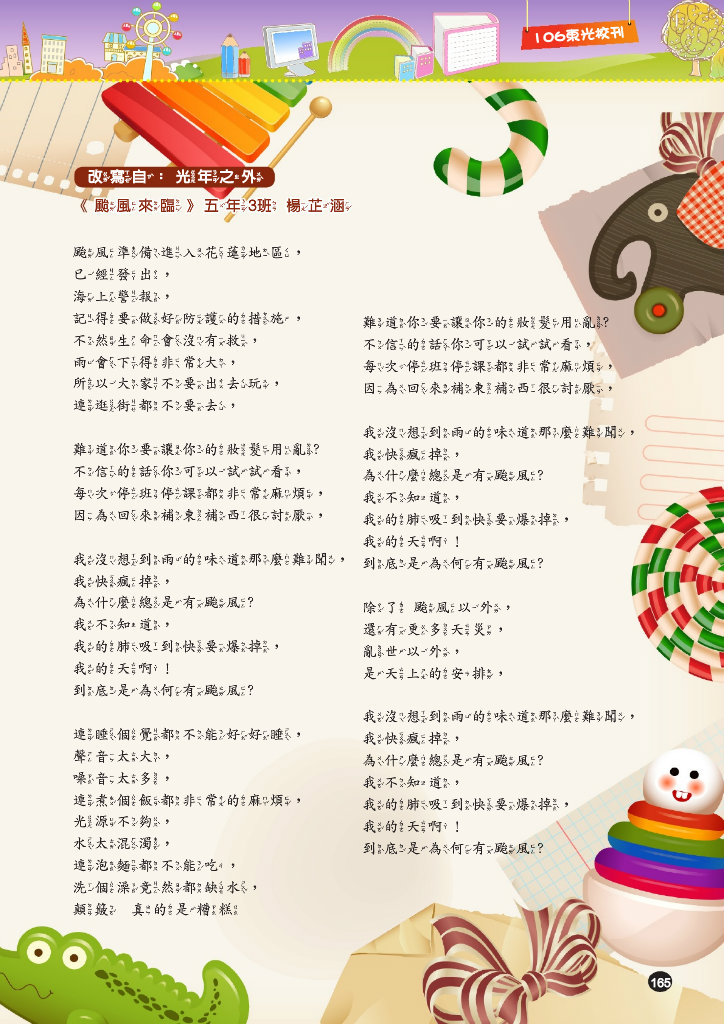 106東光校刊
改寫自：光年之外
《 颱風來臨 》五年3班 楊芷涵
颱風準備進入花蓮地區，
已經發出，
海上警報，
記得要做好防護的措施，
不然生命會沒有救，
雨會下得非常大，
所以大家不要出去玩，
連逛街都不要去，
難道你要讓你的妝髮用亂?
不信的話你可以試試看，
每次停班停課都非常麻煩，
因為回來補東補西很討厭，
我沒想到雨的味道那麼難聞，
我快瘋掉，
為什麼總是有颱風?
我不知道，
我的肺吸到快要爆掉，
我的天啊！
到底是為何有颱風?
連睡個覺都不能好好睡，
聲音太大，
噪音太多，
連煮個飯都非常的麻煩，
光源不夠，
水太混濁，
連泡麵都不能吃，
洗個澡竟然都缺水，
顛簸 真的是糟糕
難道你要讓你的妝髮用亂?
不信的話你可以試試看，
每次停班停課都非常麻煩，
因為回來補東補西很討厭，
我沒想到雨的味道那麼難聞，
我快瘋掉，
為什麼總是有颱風?
我不知道，
我的肺吸到快要爆掉，
我的天啊！
到底是為何有颱風?
除了 颱風以外，
還有更多天災，
亂世以外，
是天上的安排，
我沒想到雨的味道那麼難聞，
我快瘋掉，
為什麼總是有颱風?
我不知道，
我的肺吸到快要爆掉，
我的天啊！
到底是為何有颱風?
165